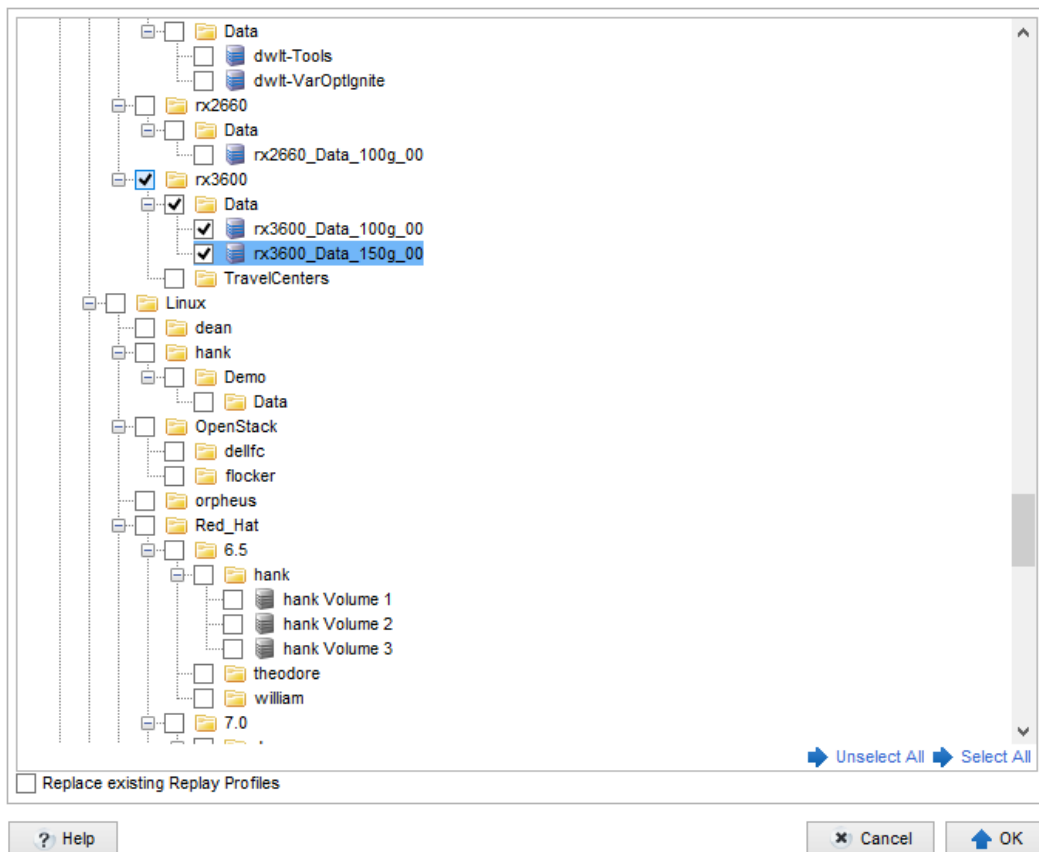 Data
dwlt-Tools
dwlt-VarOptIgnite
rx2660
Data
rx2660_Data_100g_00
rx3600
Data
rx3600_Data_100g_00
rx3600_Data_150g_00
TravelCenters
Linux
dean
hank
Demo
Data
OpenStack
dellfc
flocker
orpheus
Red_Hat
6.5
hank
hank Volume 1
hank Volume 2
hank Volume 3
theodore
william
7.0
Unselect All Select All
Replace existing Replay Profiles
? Help Cancel OK